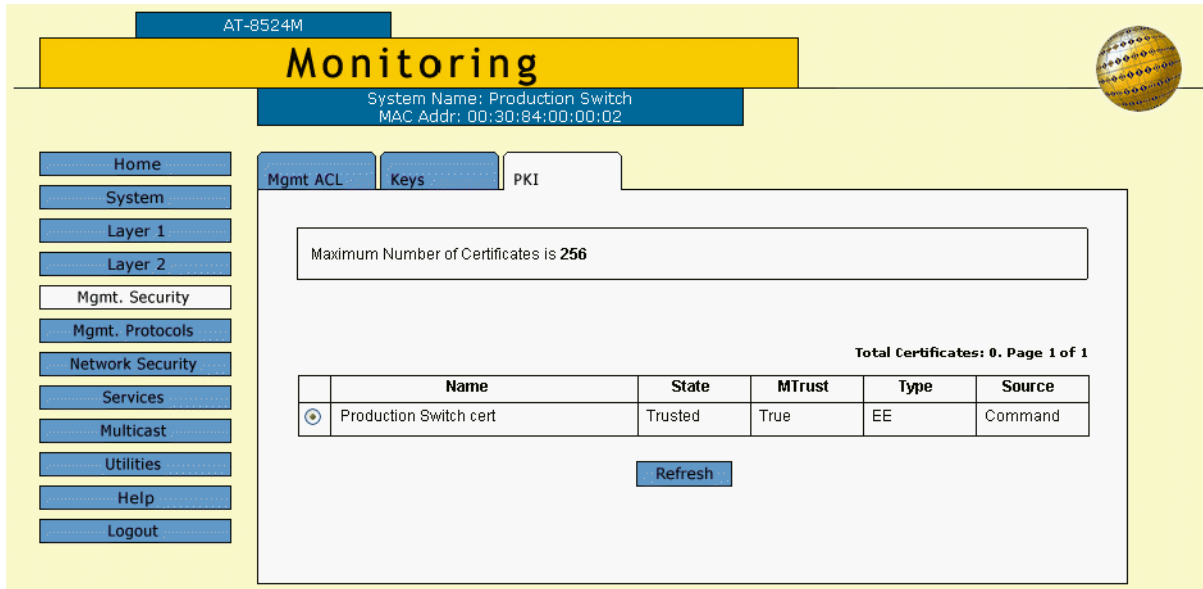 AT-8524M
Monitoring
System Name: Production Switch
MAC Addr: 00:30:84:00:00:02
Home
System
Layer 1
Layer 2
Mgmt. Security
Mgmt. Protocols
Network Security
Services
Multicast
Utilities
Help
Logout
Mgmt ACL Keys PKI
Maximum Number of Certificates is 256
Total Certificates: 0. Page 1 of 1
Name State MTrust Type Source
Production Switch cert Trusted True EE Command
Refresh